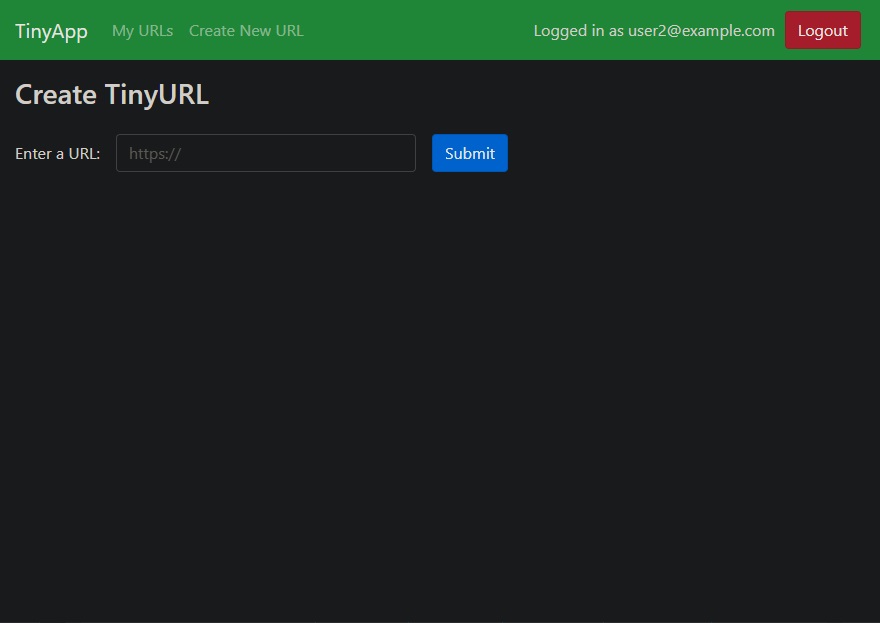 TinyApp My URLs Create New URL Logged in as user2@example.com Logout
Create TinyURL
Enter a URL: https:// Submit